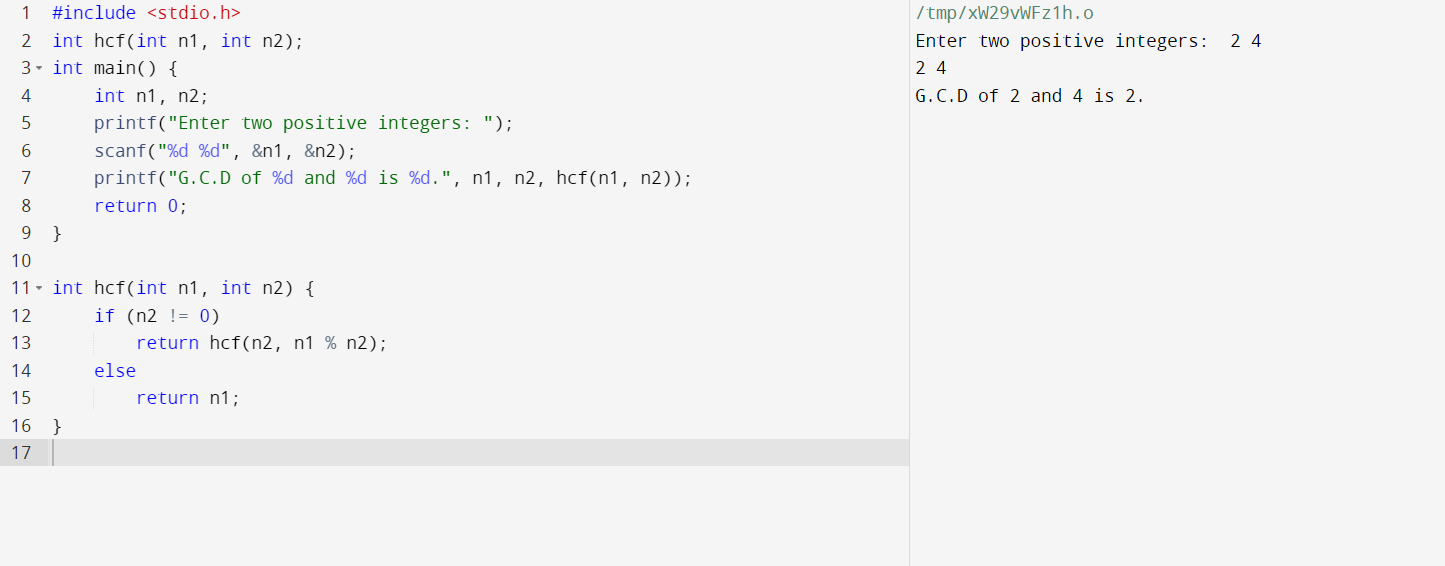 1 #include <stdio.h>
2 int hcf(int n1, int n2);
3 int main() {
4     int n1, n2;
5     printf("Enter two positive integers: ");
6     scanf("%d %d", &n1, &n2);
7     printf("G.C.D of %d and %d is %d.", n1, n2, hcf(n1, n2));
8     return 0;
9 }
10
11 int hcf(int n1, int n2) {
12     if (n2 != 0)
13         return hcf(n2, n1 % n2);
14     else
15         return n1;
16 }
17
/tmp/xW29vWFz1h.o
Enter two positive integers:  2 4
2 4
G.C.D of 2 and 4 is 2.